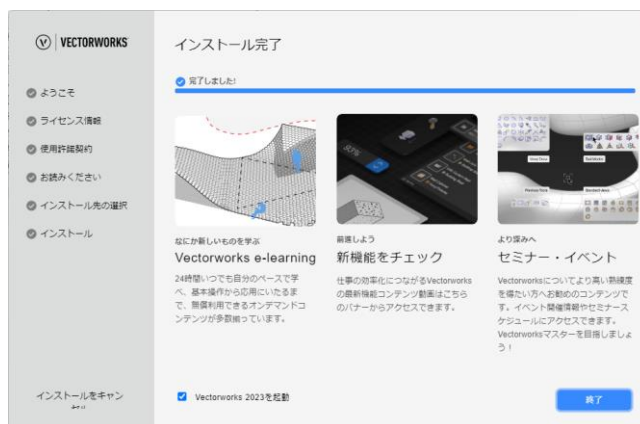 VECTORWORKS
ようこそ
ライセンス情報
使用許諾契約
お読みください
インストール先の選択
インストール
インストールをキャン
セル
インストール完了
完了しました!
なにか新しいものを学ぶ
Vectorworks e-learning
24時間いつでも自分のペースで学
べ、基本操作から応用にいたるま
で、無償利用できるオンデマンドコ
ンテンツが多数揃っています。
前進しよう
新機能をチェック
仕事の効率化につながるVectorworks
の最新機能コンテンツ動画はこちら
のバナーからアクセスできます。
より深みへ
セミナー・イベント
Vectorworksについてより高い熟練度
を得たい方へお勧めのコンテンツで
す。イベント開催情報やセミナース
ケジュールにアクセスできます。
Vectorworksマスターを目指しましょ
う!
Vectorworks 2023を起動
終了